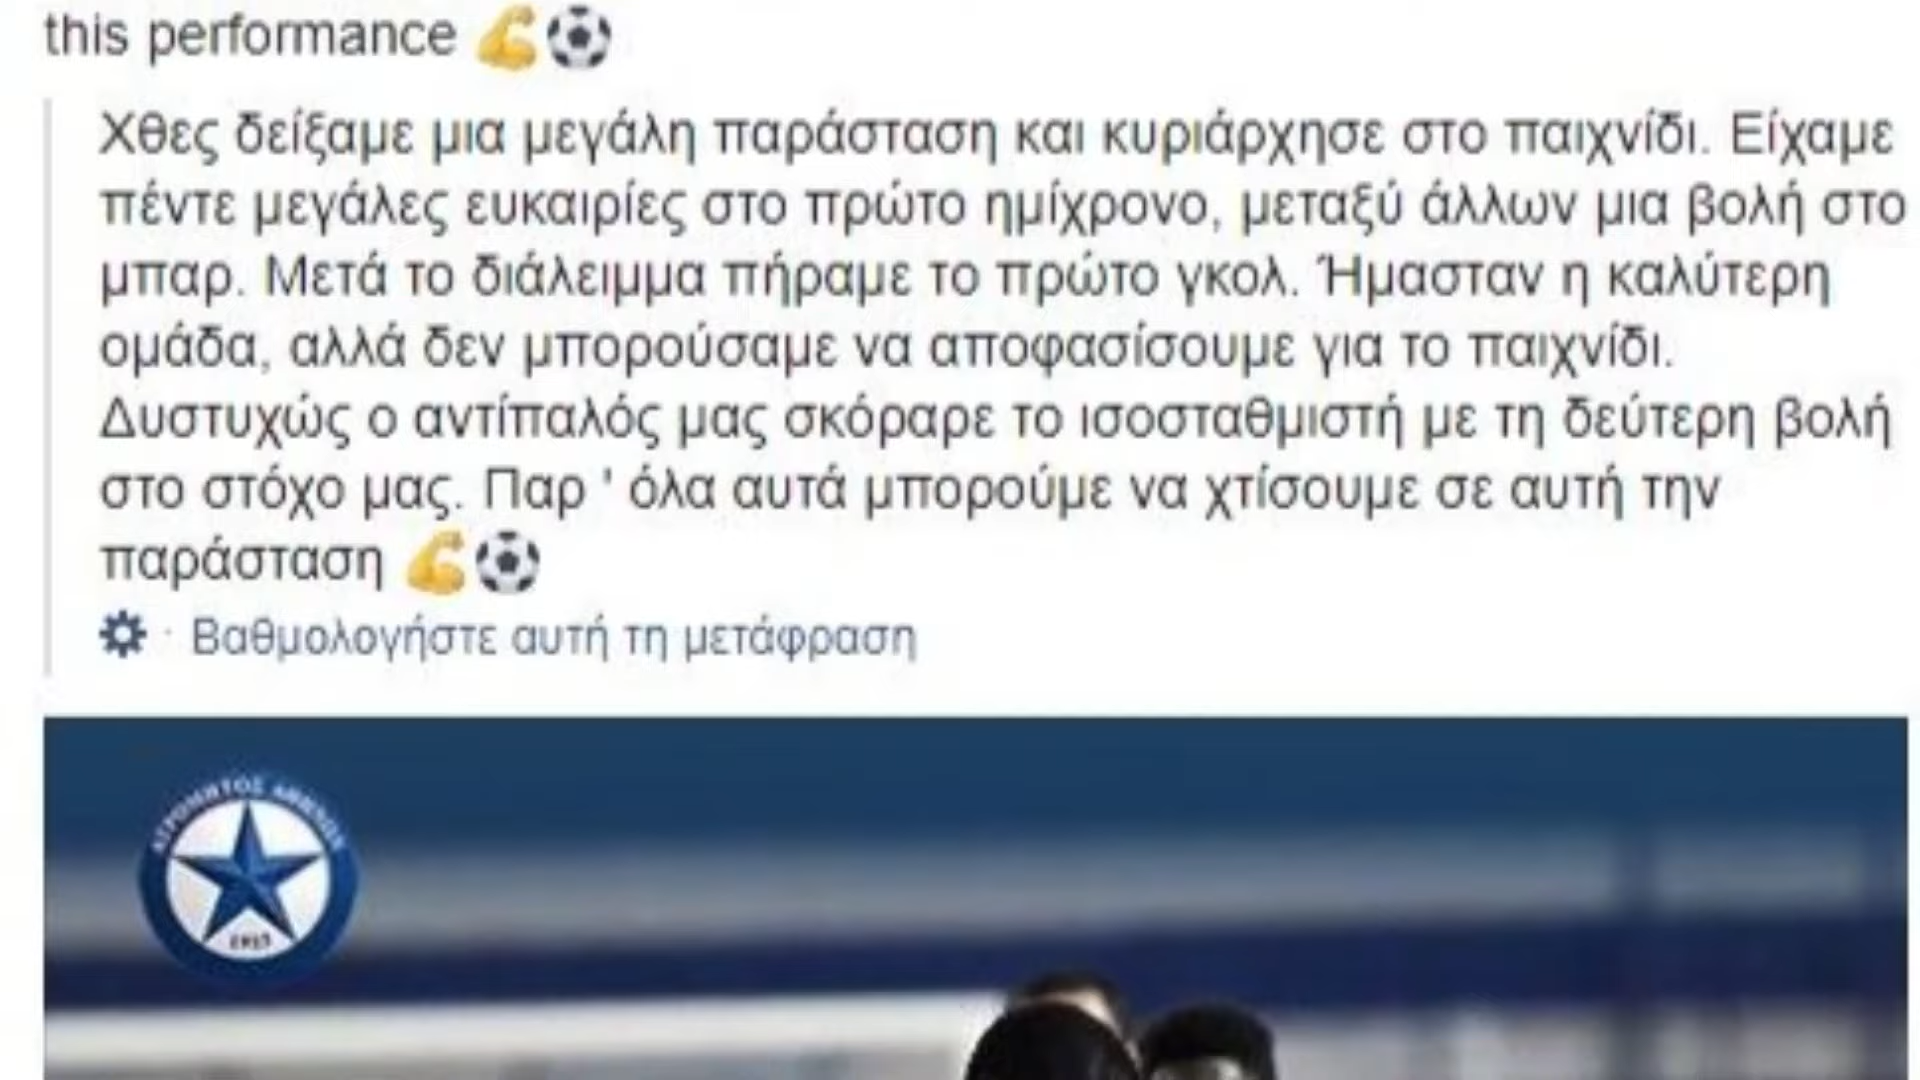 this performance 💪⚽
Χθες δείξαμε μια μεγάλη παράσταση και κυριάρχησε στο παιχνίδι. Είχαμε
πέντε μεγάλες ευκαιρίες στο πρώτο ημίχρονο, μεταξύ άλλων μια βολή στο
μπαρ. Μετά το διάλειμμα πήραμε το πρώτο γκολ. Ήμασταν η καλύτερη
ομάδα, αλλά δεν μπορούσαμε να αποφασίσουμε για το παιχνίδι.
Δυστυχώς ο αντίπαλός μας σκόραρε το ισοσταθμιστή με τη δεύτερη βολή
στο στόχο μας. Παρ ' όλα αυτά μπορούμε να χτίσουμε σε αυτή την
παράσταση 💪⚽
· Βαθμολογήστε αυτή τη μετάφραση